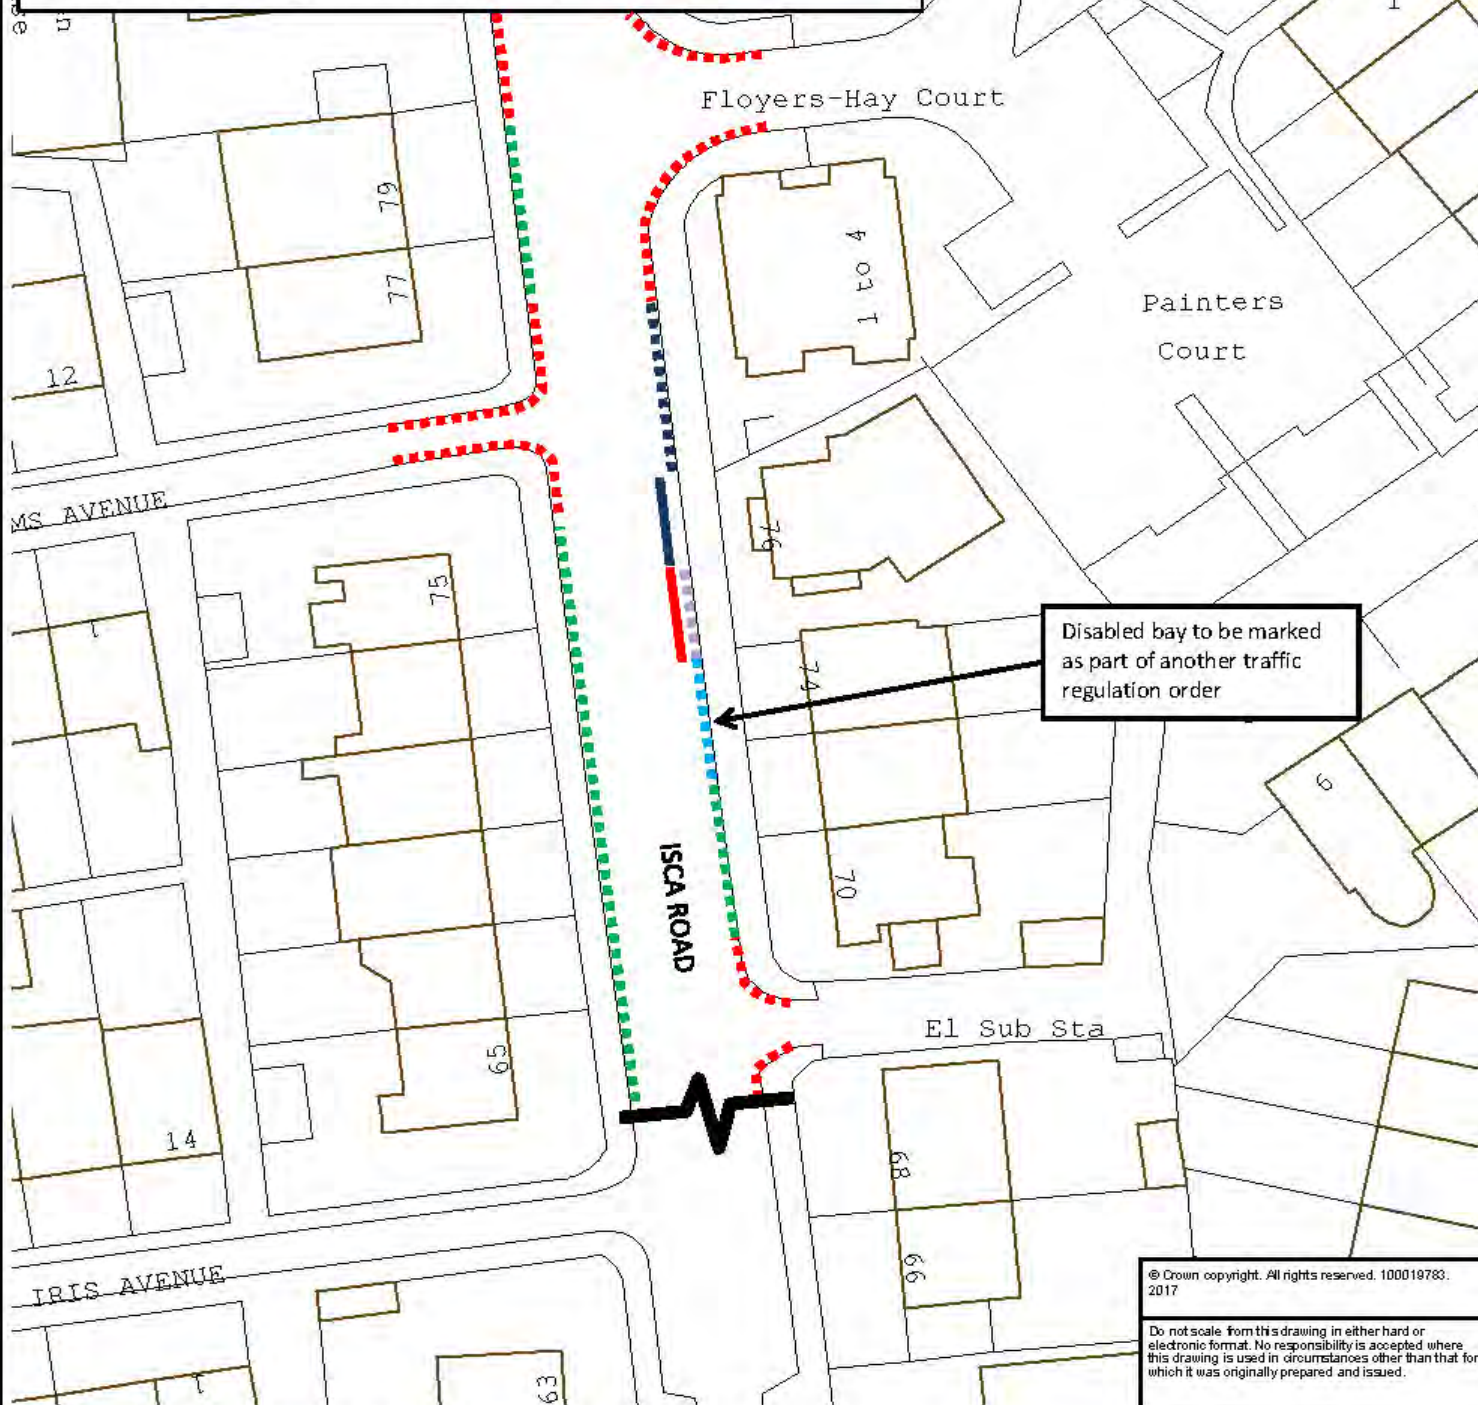 Floyers-Hay Court
79
77
1 to 4
Painters
Court
12
MS AVENUE
76
75
1
74
Disabled bay to be marked
as part of another traffic
regulation order
6
70
ISCA ROAD
65
El Sub Sta
14
68
66
IRIS AVENUE
1
63
© Crown copyright. All rights reserved. 100019783.
2017
Do not scale from this drawing in either hard or
electronic format. No responsibility is accepted where
this drawing is used in circumstances other than that for
which it was originally prepared and issued.